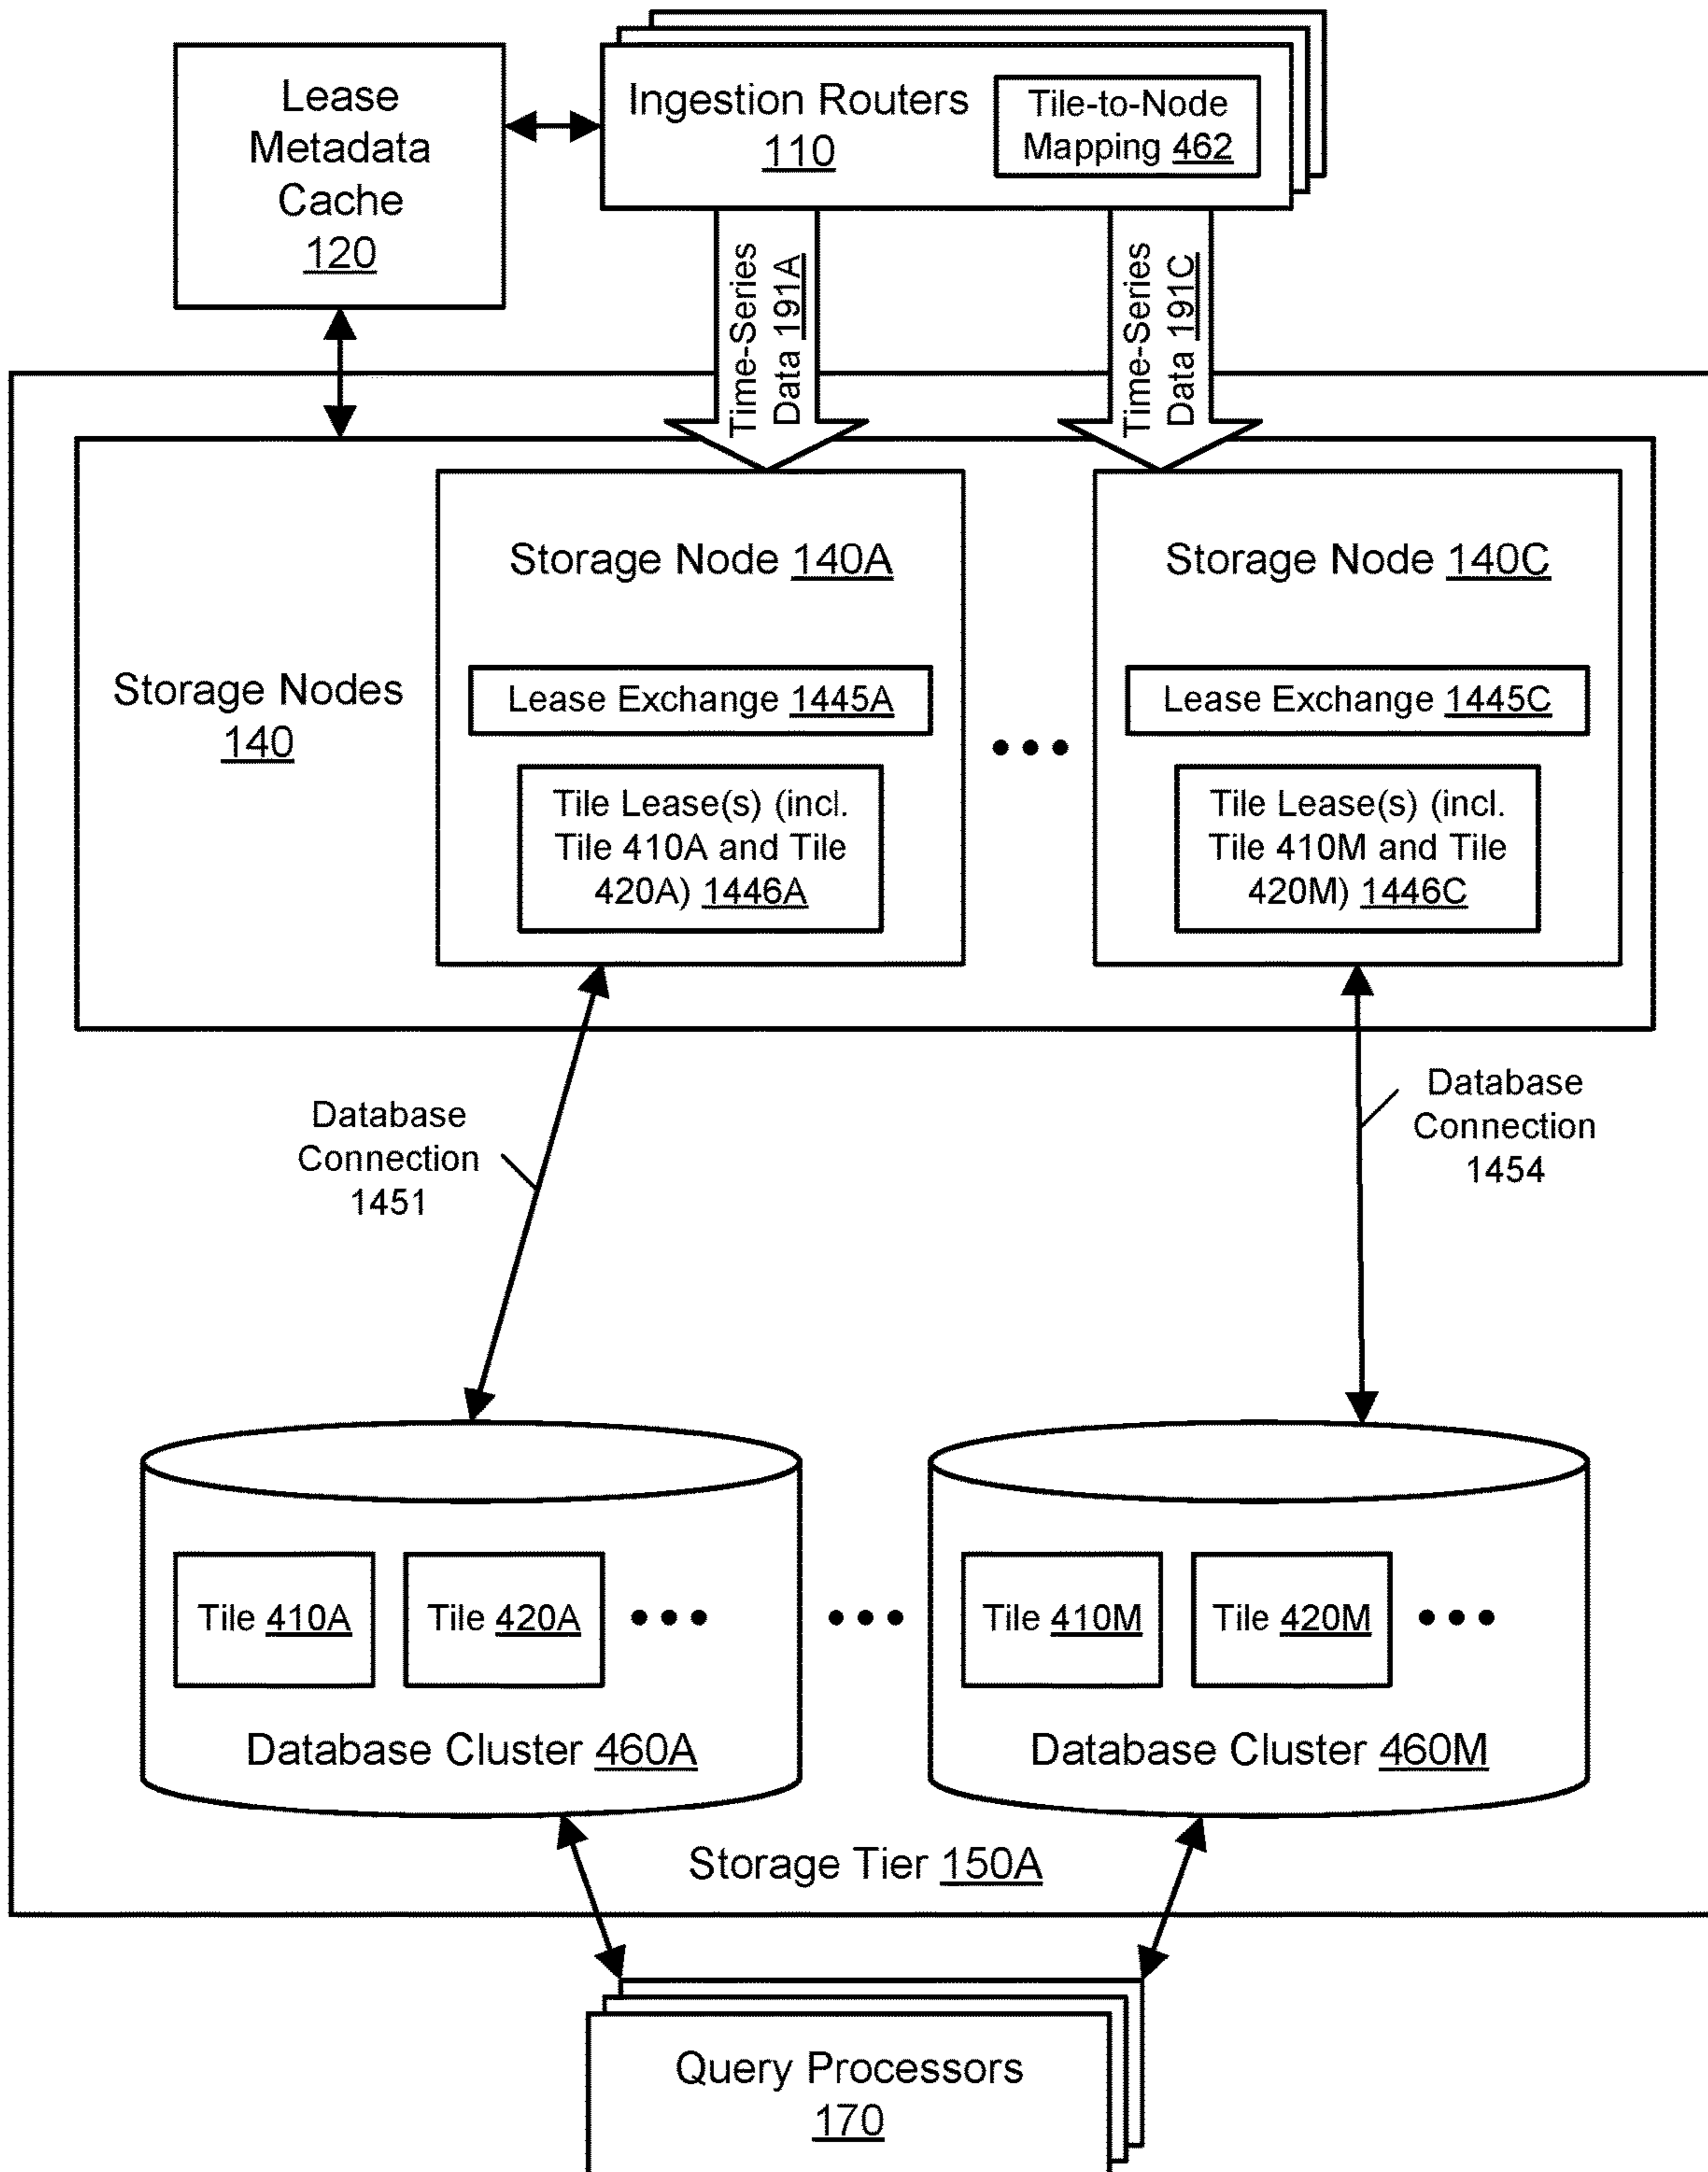 Lease
Metadata
Cache
120
Ingestion Routers
110
Tile-to-Node
Mapping 462
Time-Series
Data 191A
Time-Series
Data 191C
Storage Nodes
140
Storage Node 140A
Lease Exchange 1445A
Tile Lease(s) (incl.
Tile 410A and Tile
420A) 1446A
Storage Node 140C
Lease Exchange 1445C
Tile Lease(s) (incl.
Tile 410M and Tile
420M) 1446C
Database
Connection
1451
Database
Connection
1454
Tile 410A
Tile 420A
Database Cluster 460A
Tile 410M
Tile 420M
Database Cluster 460M
Storage Tier 150A
Query Processors
170